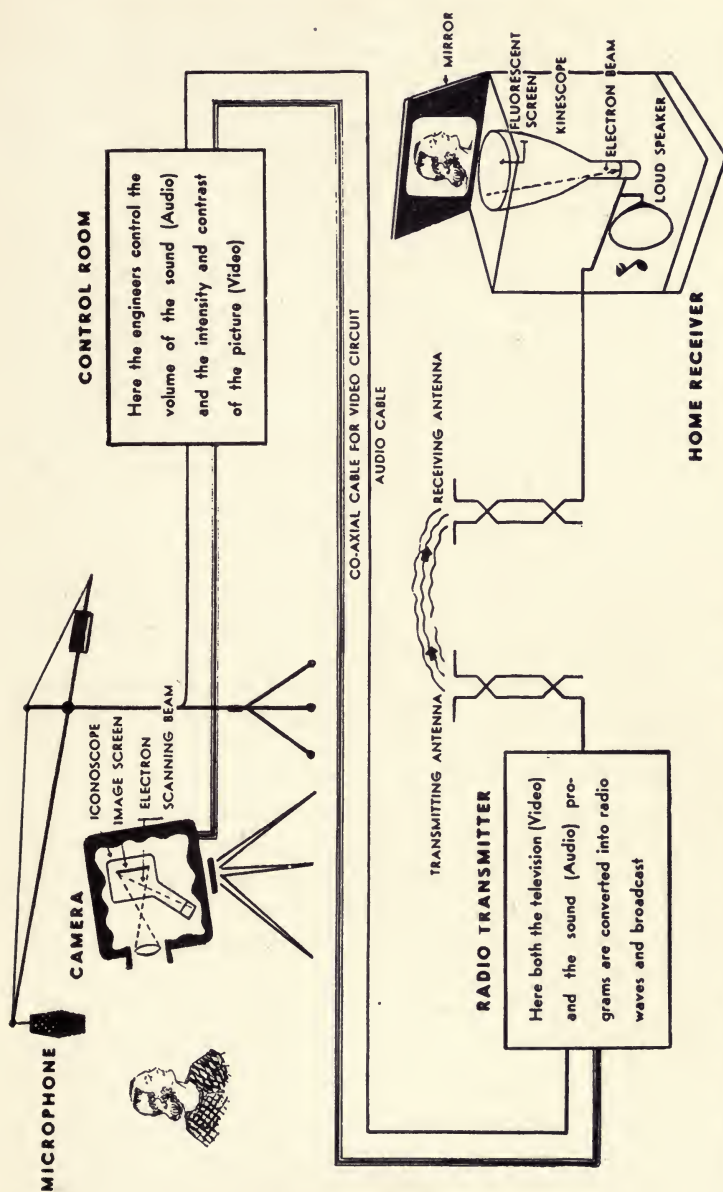 MICROPHONE
CAMERA
ICONOSCOPE
IMAGE SCREEN
ELECTRON
SCANNING BEAM
CONTROL ROOM
Here the engineers control the
volume of the sound (Audio)
and the intensity and contrast
of the picture (Video)
CO-AXIAL CABLE FOR VIDEO CIRCUIT
AUDIO CABLE
RADIO TRANSMITTER
Here both the television (Video)
and the sound (Audio) pro-
grams are converted into radio
waves and broadcast
TRANSMITTING ANTENNA
RECEIVING ANTENNA
MIRROR
FLUORESCENT
SCREEN
KINESCOPE
ELECTRON BEAM
LOUD SPEAKER
HOME RECEIVER